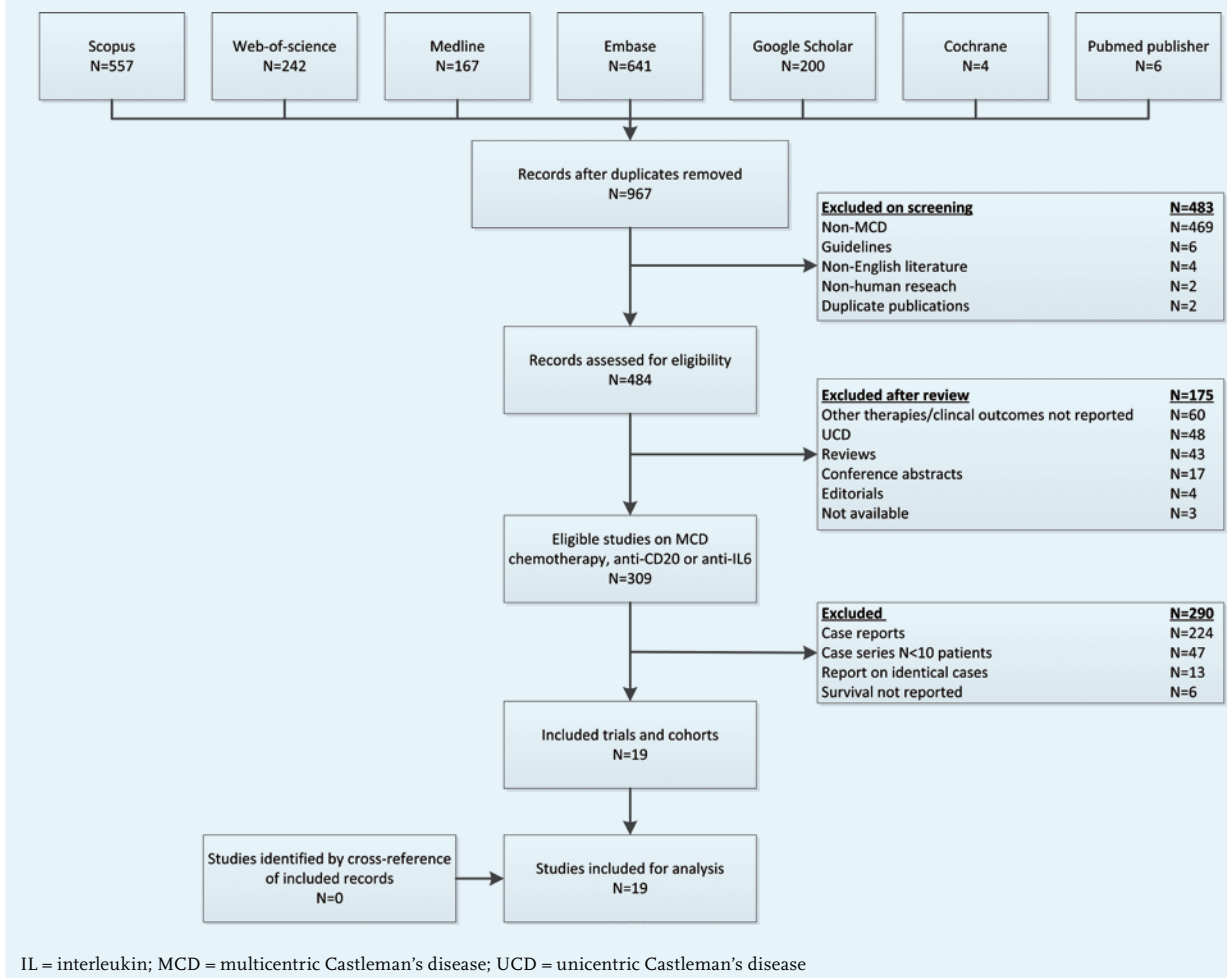 Scopus
N=557
Web-of-science
N=242
Medline
N=167
Embase
N=641
Google Scholar
N=200
Cochrane
N=4
Pubmed publisher
N=6
Records after duplicates removed
N=967
Excluded on screening N=483
Non-MCD N=469
Guidelines N=6
Non-English literature N=4
Non-human reseach N=2
Duplicate publications N=2
Records assessed for eligibility
N=484
Excluded after review N=175
Other therapies/clincal outcomes not reported N=60
UCD N=48
Reviews N=43
Conference abstracts N=17
Editorials N=4
Not available N=3
Eligible studies on MCD
chemotherapy, anti-CD20 or anti-IL6
N=309
Excluded N=290
Case reports N=224
Case series N<10 patients N=47
Report on identical cases N=13
Survival not reported N=6
Included trials and cohorts
N=19
Studies identified by cross-reference
of included records
N=0
Studies included for analysis
N=19
IL = interleukin; MCD = multicentric Castleman's disease; UCD = unicentric Castleman's disease